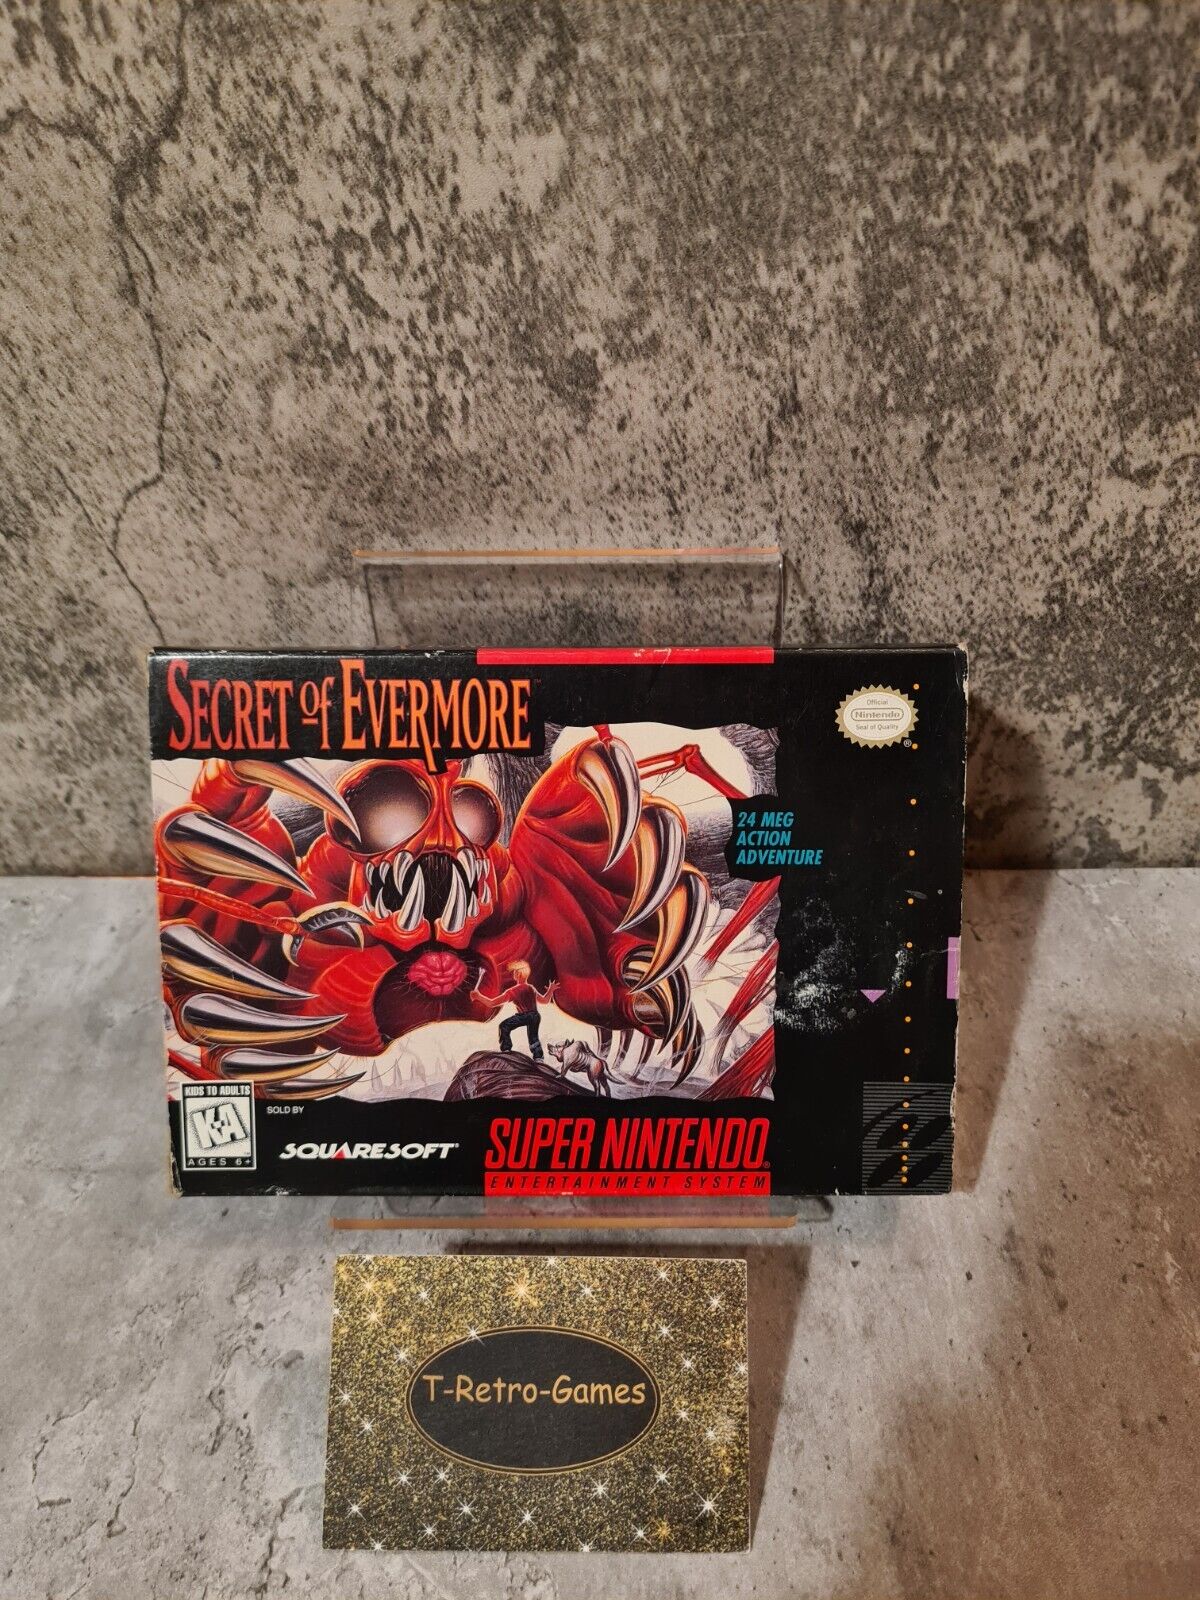 SECRET of EVERMORE™
Official
Nintendo
Seal of Quality
®
24 MEG
ACTION
ADVENTURE
KIDS TO ADULTS
K-A
AGES 6+
SOLD BY
SQUARESOFT®
SUPER NINTENDO®
ENTERTAINMENT SYSTEM
T-Retro-Games